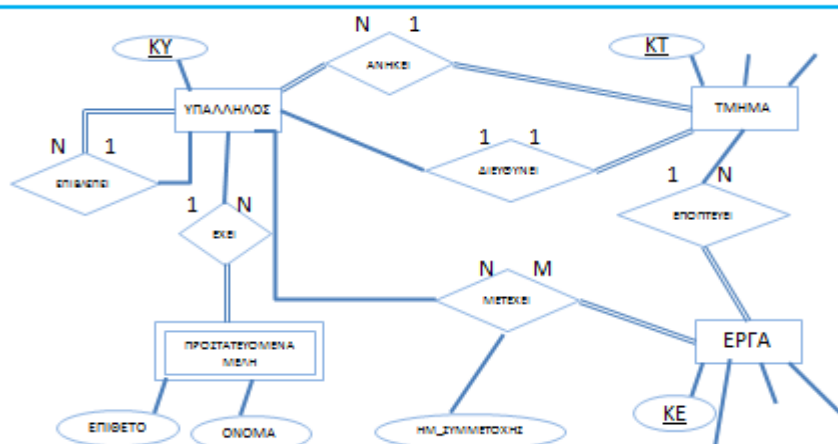 N 1
ΚΥ
ΚΤ
ΑΝΗΚΕΙ
ΥΠΑΛΛΗΛΟΣ
ΤΜΗΜΑ
N 1
1 1
ΕΠΙΒΛΕΠΕΙ
ΔΙΕΥΘΥΝΕΙ
1 N
ΕΠΟΠΤΕΥΕΙ
1 N
ΕΧΕΙ
N M
ΜΕΤΕΧΕΙ
ΠΡΟΣΤΑΤΕΥΟΜΕΝΑ
ΜΕΛΗ
ΕΡΓΑ
ΕΠΙΘΕΤΟ
ΟΝΟΜΑ
ΗΜ_ΣΥΜΜΕΤΟΧΗΣ
ΚΕ